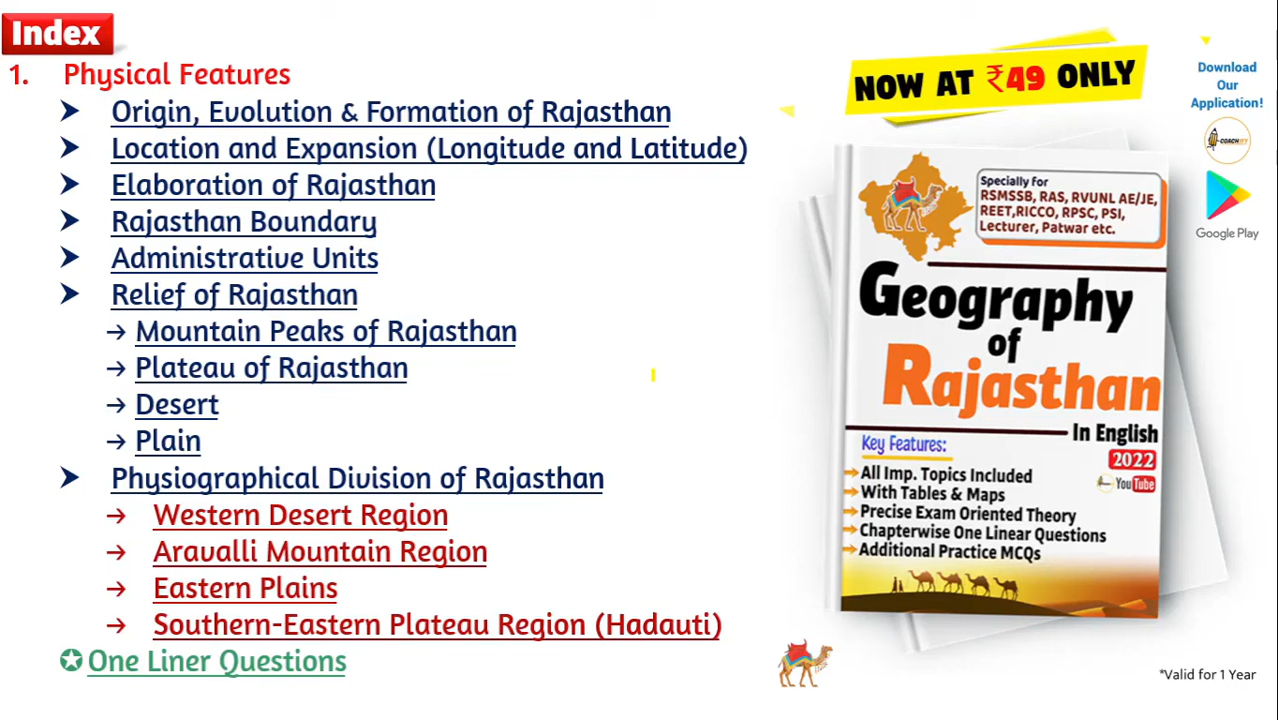 Index
1. Physical Features
➤ Origin, Evolution & Formation of Rajasthan
➤ Location and Expansion (Longitude and Latitude)
➤ Elaboration of Rajasthan
➤ Rajasthan Boundary
➤ Administrative Units
➤ Relief of Rajasthan
→ Mountain Peaks of Rajasthan
→ Plateau of Rajasthan
→ Desert
→ Plain
➤ Physiographical Division of Rajasthan
→ Western Desert Region
→ Aravalli Mountain Region
→ Eastern Plains
→ Southern-Eastern Plateau Region (Hadauti)
✪ One Liner Questions
NOW AT ₹49 ONLY
Download
Our
Application!
COACHIFY
Google Play
Specially for
RSMSSB, RAS, RVUNL AE/JE,
REET,RICCO, RPSC, PSI,
Lecturer, Patwar etc.
Geography
of
Rajasthan
In English
2022
YouTube
Key Features:
All Imp. Topics Included
With Tables & Maps
Precise Exam Oriented Theory
Chapterwise One Linear Questions
Additional Practice MCQs
*Valid for 1 Year